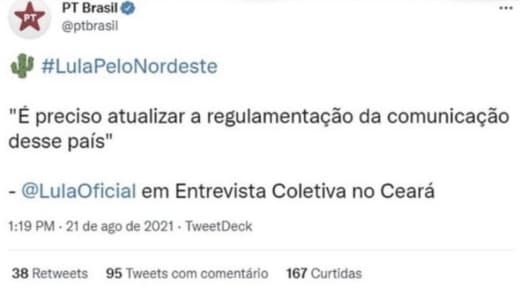 PT Brasil
@ptbrasil
PT
#LulaPeloNordeste
"É preciso atualizar a regulamentação da comunicação
desse país"
- @LulaOficial em Entrevista Coletiva no Ceará
1:19 PM · 21 de ago de 2021 · TweetDeck
38 Retweets 95 Tweets com comentário 167 Curtidas